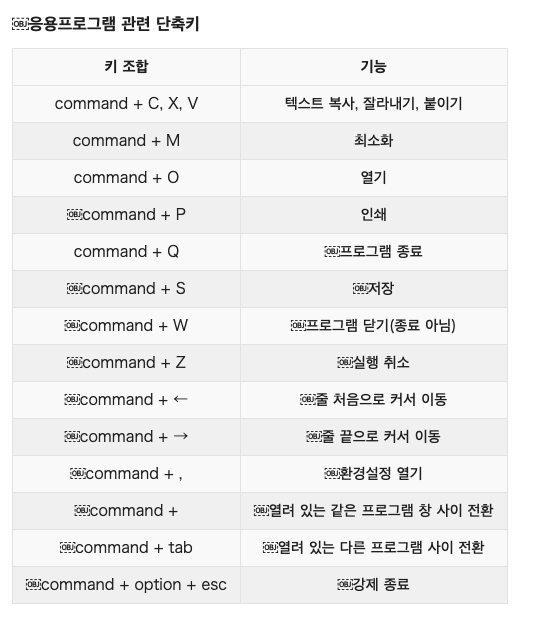 응용프로그램 관련 단축키
키 조합 기능
command + C, X, V 텍스트 복사, 잘라내기, 붙이기
command + M 최소화
command + O 열기
command + P 인쇄
command + Q 프로그램 종료
command + S 저장
command + W 프로그램 닫기(종료 아님)
command + Z 실행 취소
command + ← 줄 처음으로 커서 이동
command + → 줄 끝으로 커서 이동
command + , 환경설정 열기
command + 열려 있는 같은 프로그램 창 사이 전환
command + tab 열려 있는 다른 프로그램 사이 전환
command + option + esc 강제 종료